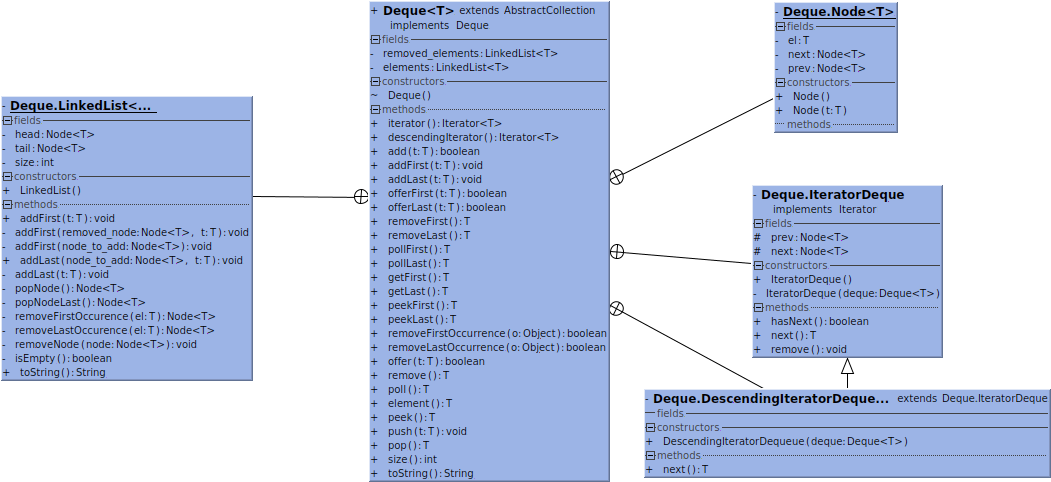 - Deque.LinkedList<...
fields
- head:Node<T>
- tail:Node<T>
- size:int
constructors
+ LinkedList()
methods
+ addFirst(t:T):void
- addFirst(removed_node:Node<T>, t:T):void
- addFirst(node_to_add:Node<T>):void
+ addLast(node_to_add:Node<T>, t:T):void
- addLast(t:T):void
- popNode():Node<T>
- popNodeLast():Node<T>
- removeFirstOccurence(el:T):Node<T>
- removeLastOccurence(el:T):Node<T>
- removeNode(node:Node<T>):void
- isEmpty():boolean
+ toString():String
+ Deque<T> extends AbstractCollection
implements Deque
fields
- removed_elements:LinkedList<T>
- elements:LinkedList<T>
constructors
~ Deque()
methods
+ iterator():Iterator<T>
+ descendingIterator():Iterator<T>
+ add(t:T):boolean
+ addFirst(t:T):void
+ addLast(t:T):void
+ offerFirst(t:T):boolean
+ offerLast(t:T):boolean
+ removeFirst():T
+ removeLast():T
+ pollFirst():T
+ pollLast():T
+ getFirst():T
+ getLast():T
+ peekFirst():T
+ peekLast():T
+ removeFirstOccurrence(o:Object):boolean
+ removeLastOccurrence(o:Object):boolean
+ offer(t:T):boolean
+ remove():T
+ poll():T
+ element():T
+ peek():T
+ push(t:T):void
+ pop():T
+ size():int
+ toString():String
- Deque.Node<T>
fields
- el:T
- next:Node<T>
- prev:Node<T>
constructors
+ Node()
+ Node(t:T)
methods
- Deque.IteratorDeque
implements Iterator
fields
# prev:Node<T>
# next:Node<T>
constructors
+ IteratorDeque()
- IteratorDeque(deque:Deque<T>)
methods
+ hasNext():boolean
+ next():T
+ remove():void
- Deque.DescendingIteratorDeque... extends Deque.IteratorDeque
fields
constructors
+ DescendingIteratorDequeue(deque:Deque<T>)
methods
+ next():T